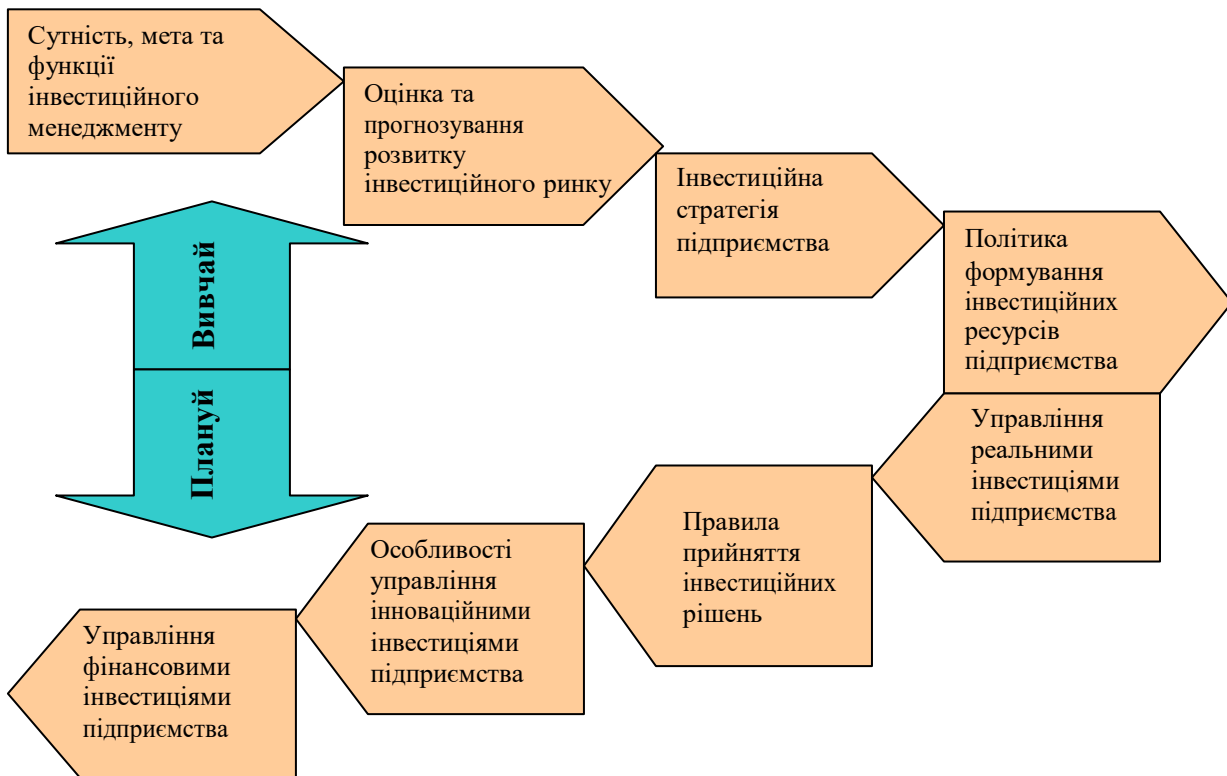 Сутність, мета та
функції
інвестиційного
менеджменту
Оцінка та
прогнозування
розвитку
інвестиційного ринку
Інвестиційна
стратегія
підприємства
Політика
формування
інвестиційних
ресурсів
підприємства
Вивчай
Плануй
Управління
реальними
інвестиціями
підприємства
Правила
прийняття
інвестиційних
рішень
Особливості
управління
інноваційними
інвестиціями
підприємства
Управління
фінансовими
інвестиціями
підприємства